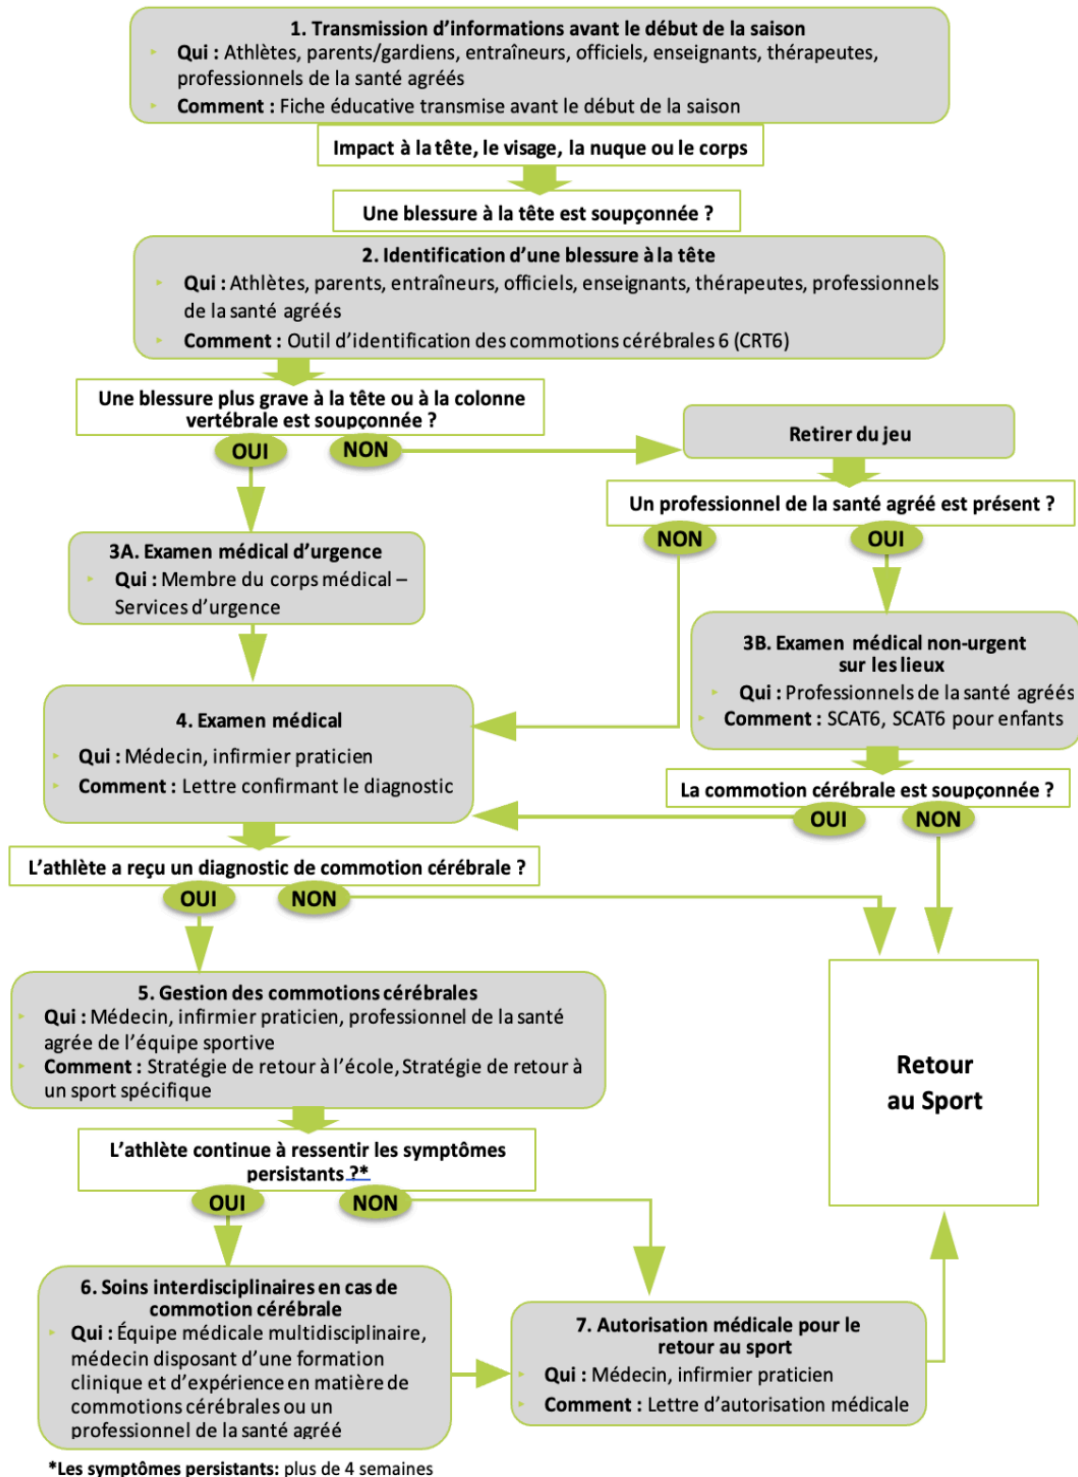 1. Transmission d'informations avant le début de la saison
Qui : Athlètes, parents/gardiens, entraîneurs, officiels, enseignants, thérapeutes,
professionnels de la santé agréés
Comment : Fiche éducative transmise avant le début de la saison
Impact à la tête, le visage, la nuque ou le corps
Une blessure à la tête est soupçonnée ?
2. Identification d'une blessure à la tête
Qui : Athlètes, parents, entraîneurs, officiels, enseignants, thérapeutes, professionnels
de la santé agréés
Comment : Outil d'identification des commotions cérébrales 6 (CRT6)
Une blessure plus grave à la tête ou à la colonne
vertébrale est soupçonnée ?
OUI
NON
Retirer du jeu
Un professionnel de la santé agréé est présent ?
NON
OUI
3A. Examen médical d'urgence
Qui : Membre du corps médical –
Services d'urgence
3B. Examen médical non-urgent
sur les lieux
Qui : Professionnels de la santé agréés
Comment : SCAT6, SCAT6 pour enfants
4. Examen médical
Qui : Médecin, infirmier praticien
Comment : Lettre confirmant le diagnostic
La commotion cérébrale est soupçonnée ?
OUI
NON
L'athlète a reçu un diagnostic de commotion cérébrale ?
OUI
NON
5. Gestion des commotions cérébrales
Qui : Médecin, infirmier praticien, professionnel de la santé
agrée de l'équipe sportive
Comment : Stratégie de retour à l'école, Stratégie de retour à
un sport spécifique
Retour
au Sport
L'athlète continue à ressentir les symptômes
persistants ?*
OUI
NON
6. Soins interdisciplinaires en cas de
commotion cérébrale
Qui : Équipe médicale multidisciplinaire,
médecin disposant d'une formation
clinique et d'expérience en matière de
commotions cérébrales ou un
professionnel de la santé agréé
7. Autorisation médicale pour le
retour au sport
Qui : Médecin, infirmier praticien
Comment : Lettre d'autorisation médicale
*Les symptômes persistants: plus de 4 semaines